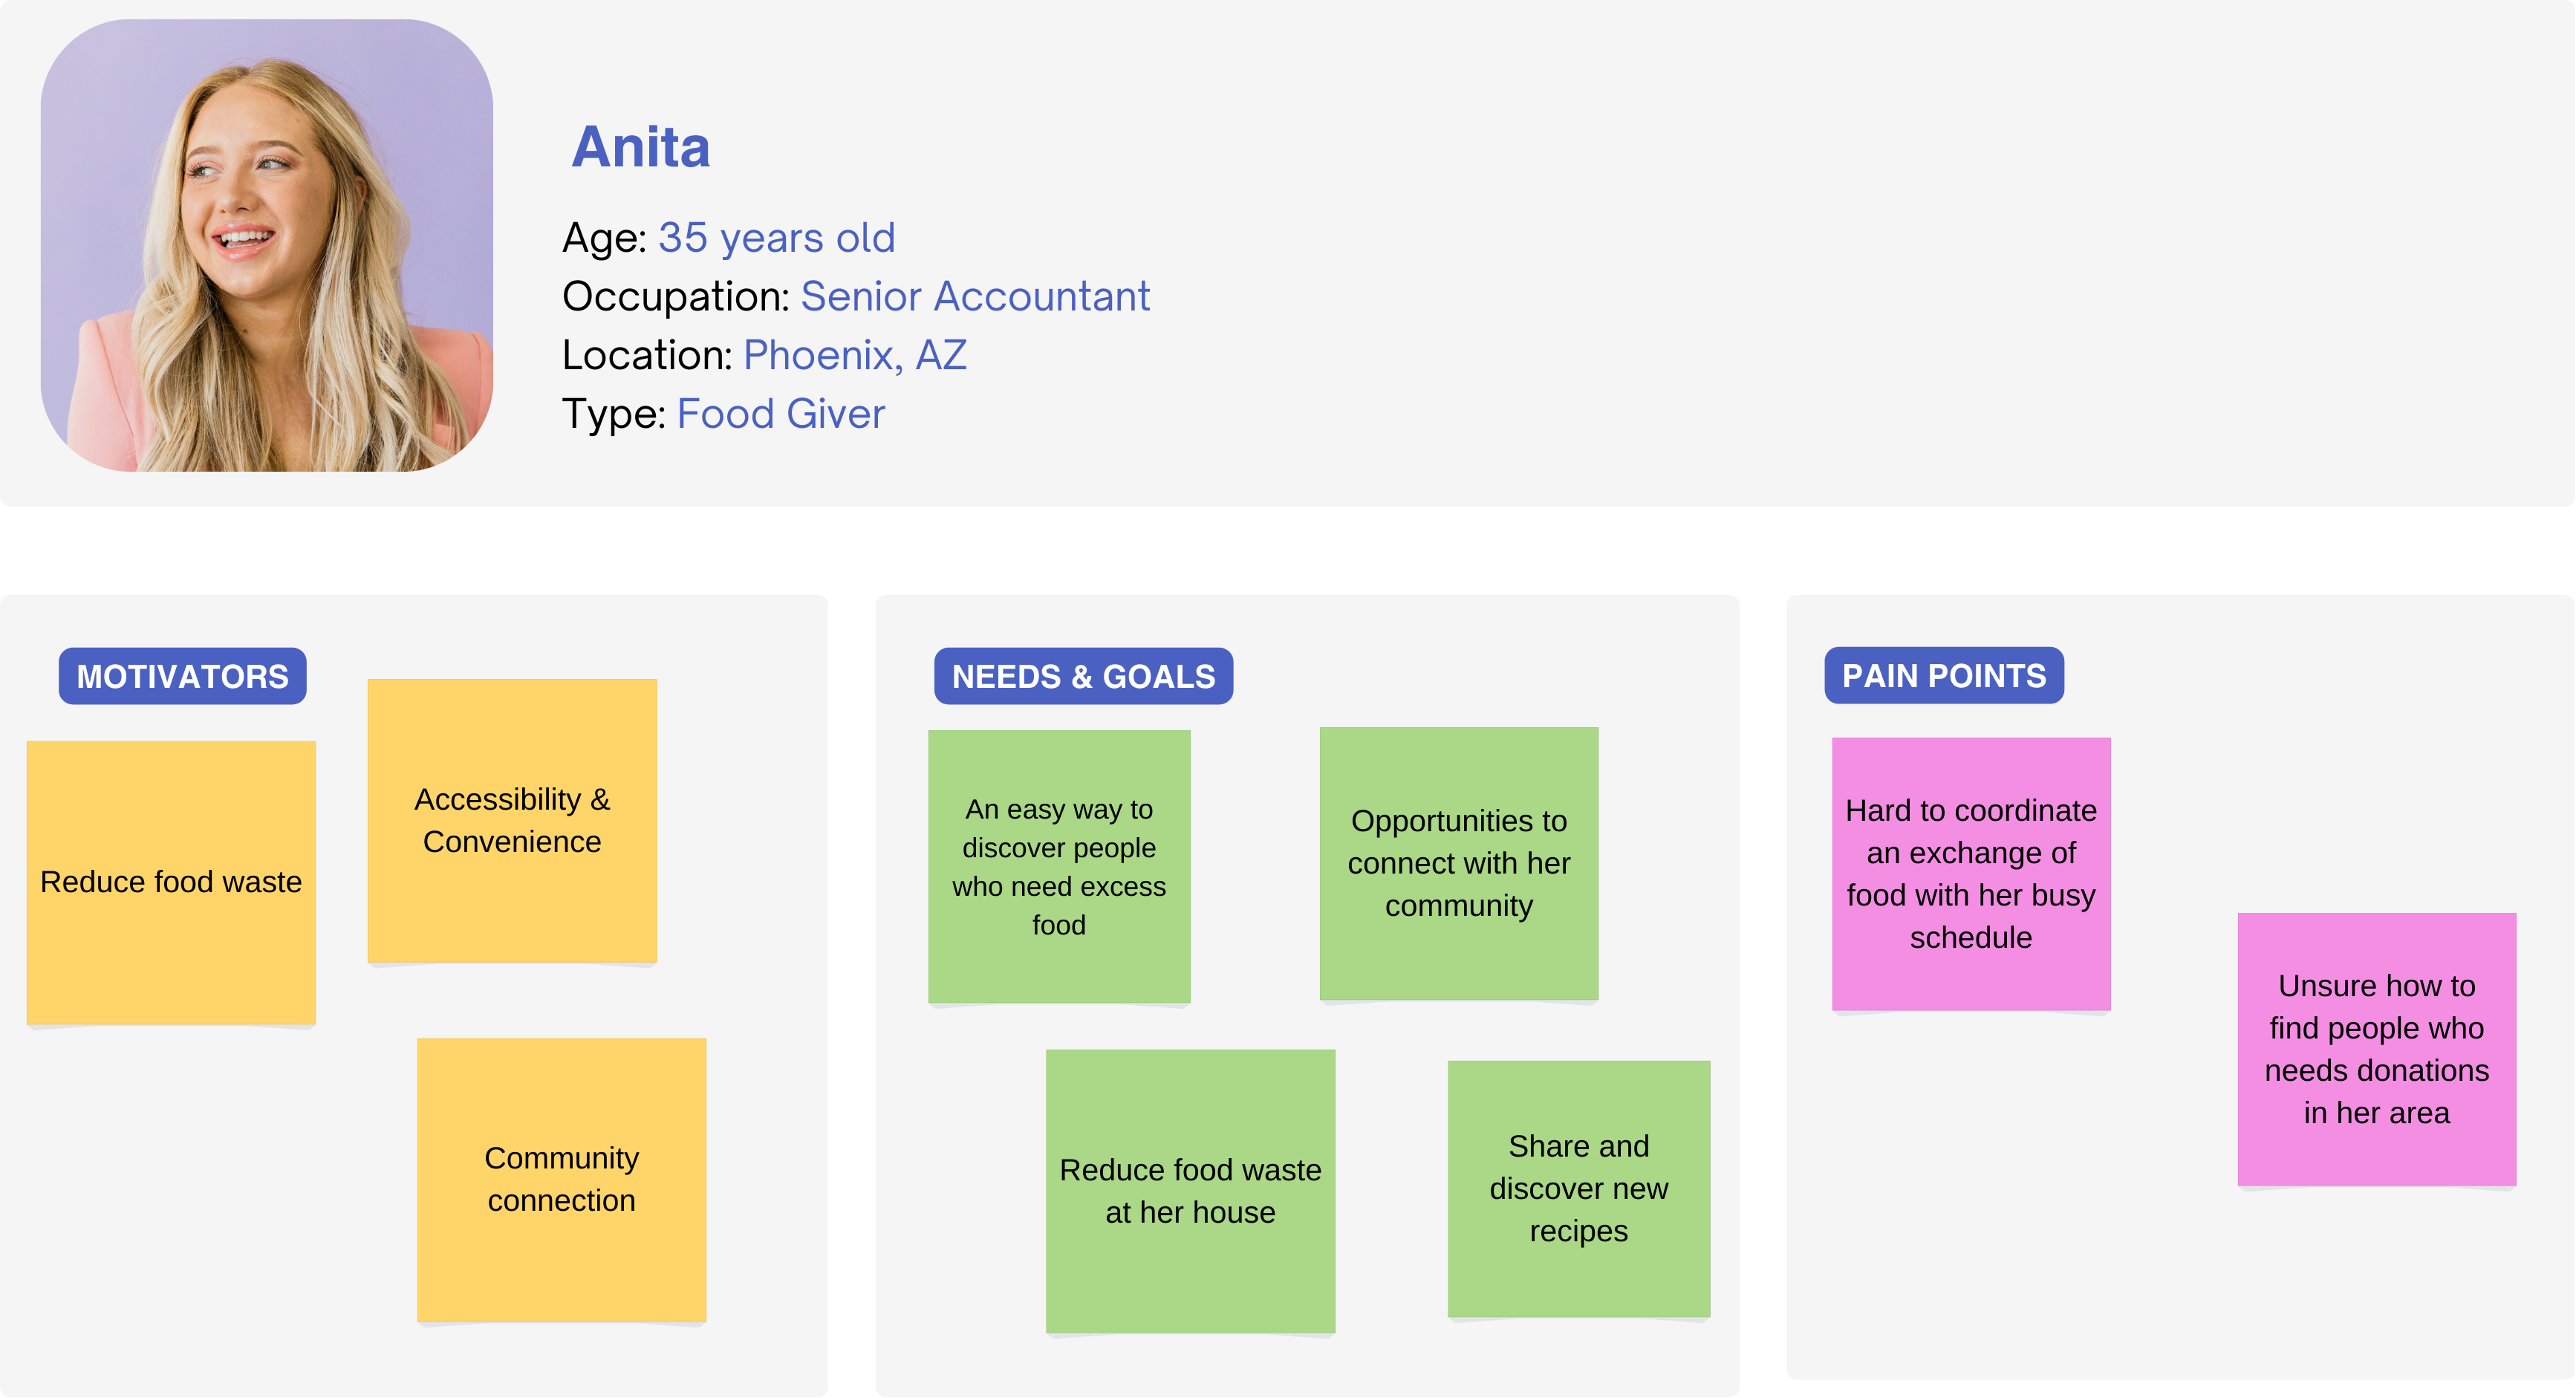 Anita
Age: 35 years old
Occupation: Senior Accountant
Location: Phoenix, AZ
Type: Food Giver
MOTIVATORS
Reduce food waste
Accessibility &
Convenience
Community
connection
NEEDS & GOALS
An easy way to
discover people
who need excess
food
Opportunities to
connect with her
community
Reduce food waste
at her house
Share and
discover new
recipes
PAIN POINTS
Hard to coordinate
an exchange of
food with her busy
schedule
Unsure how to
find people who
needs donations
in her area